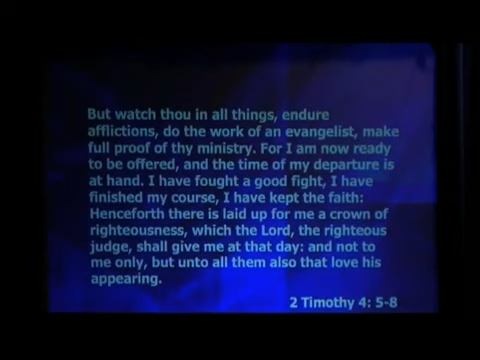 But watch thou in all things, endure
afflictions, do the work of an evangelist, make
full proof of thy ministry. For I am now ready
to be offered, and the time of my departure is
at hand. I have fought a good fight, I have
finished my course, I have kept the faith:
Henceforth there is laid up for me a crown of
righteousness, which the Lord, the righteous
judge, shall give me at that day: and not to
me only, but unto all them also that love his
appearing.
2 Timothy 4: 5-8